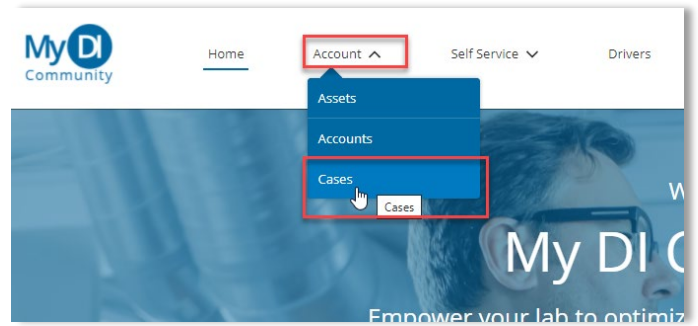 My DI
Community
Home
Account
Self Service
Drivers
Assets
Accounts
Cases
Cases
My DI
Empower your lab to optimiz